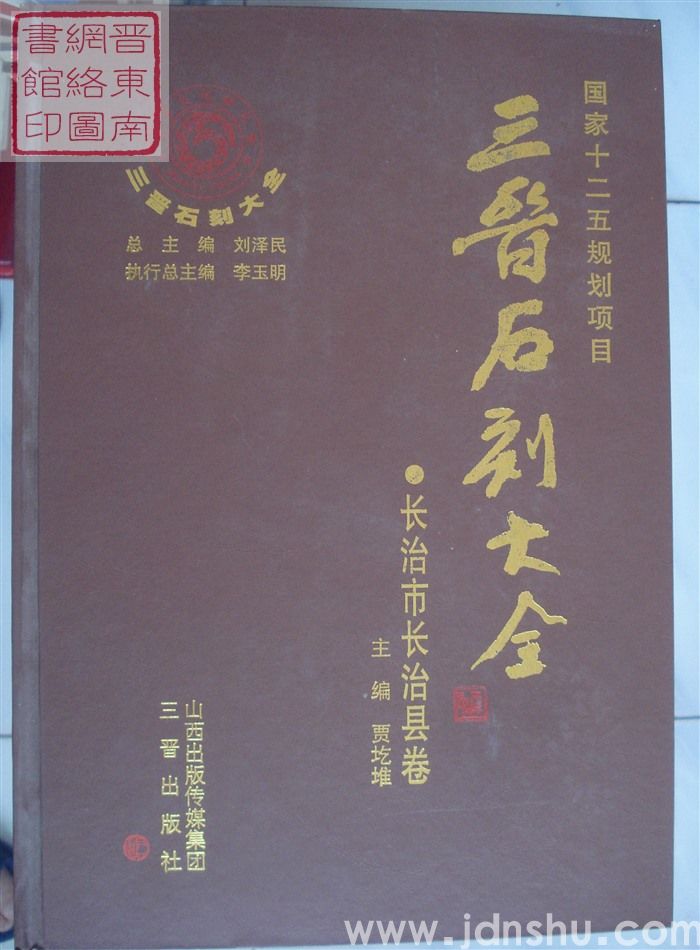 晋東南
網絡圖
書館印
国家十二五规划项目
三晋石刻大全
•长治市长治县卷
主编 贾圪堆
三晋石刻大全
总主编 刘泽民
执行总主编 李玉明
山西出版传媒集团
三晋出版社
www.jdnshu.com